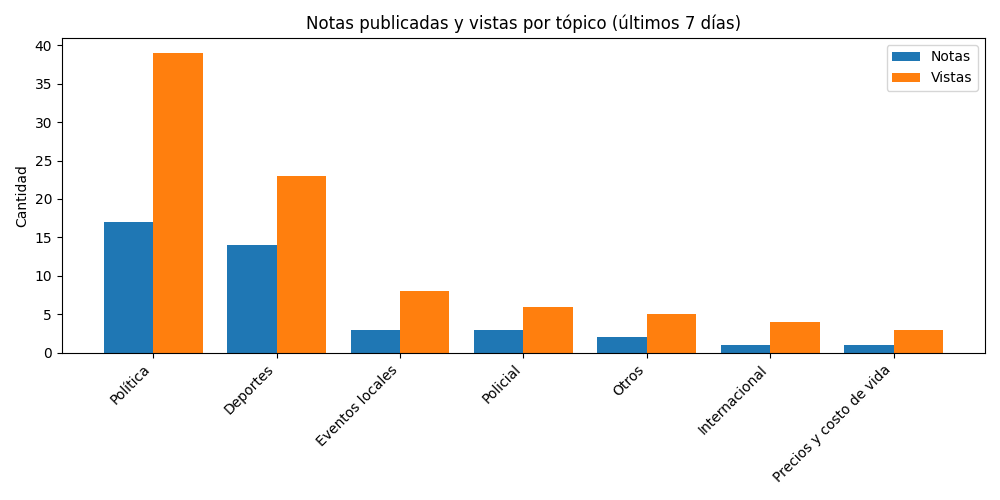 Notas publicadas y vistas por tópico (últimos 7 días)
Notas
Vistas
Cantidad
40
35
30
25
20
15
10
5
0
Política
Deportes
Eventos locales
Policial
Otros
Internacional
Precios y costo de vida